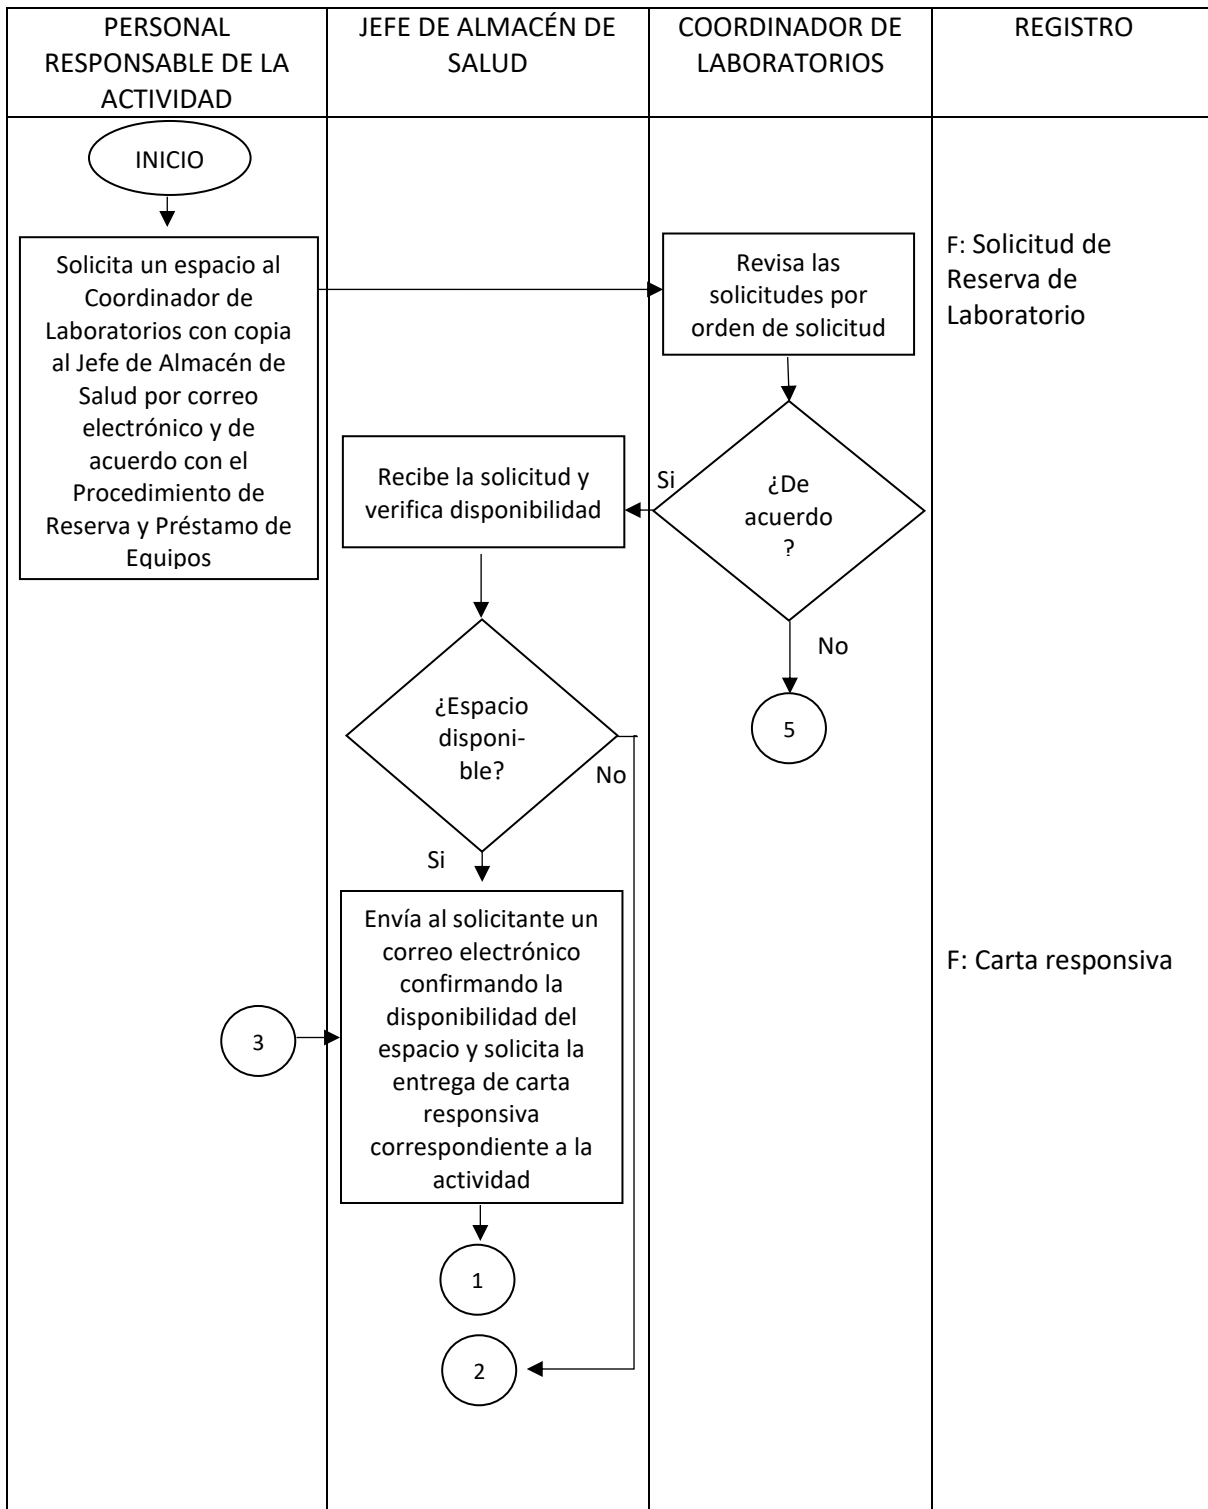 PERSONAL
RESPONSABLE DE LA
ACTIVIDAD
JEFE DE ALMACÉN DE
SALUD
COORDINADOR DE
LABORATORIOS
REGISTRO
INICIO
Solicita un espacio al
Coordinador de
Laboratorios con copia
al Jefe de Almacén de
Salud por correo
electrónico y de
acuerdo con el
Procedimiento de
Reserva y Préstamo de
Equipos
Revisa las
solicitudes por
orden de solicitud
F: Solicitud de
Reserva de
Laboratorio
¿De
acuerdo
?
Si
No
5
Recibe la solicitud y
verifica disponibilidad
¿Espacio
disponi-
ble?
No
Si
Envía al solicitante un
correo electrónico
confirmando la
disponibilidad del
espacio y solicita la
entrega de carta
responsiva
correspondiente a la
actividad
F: Carta responsiva
3
1
2